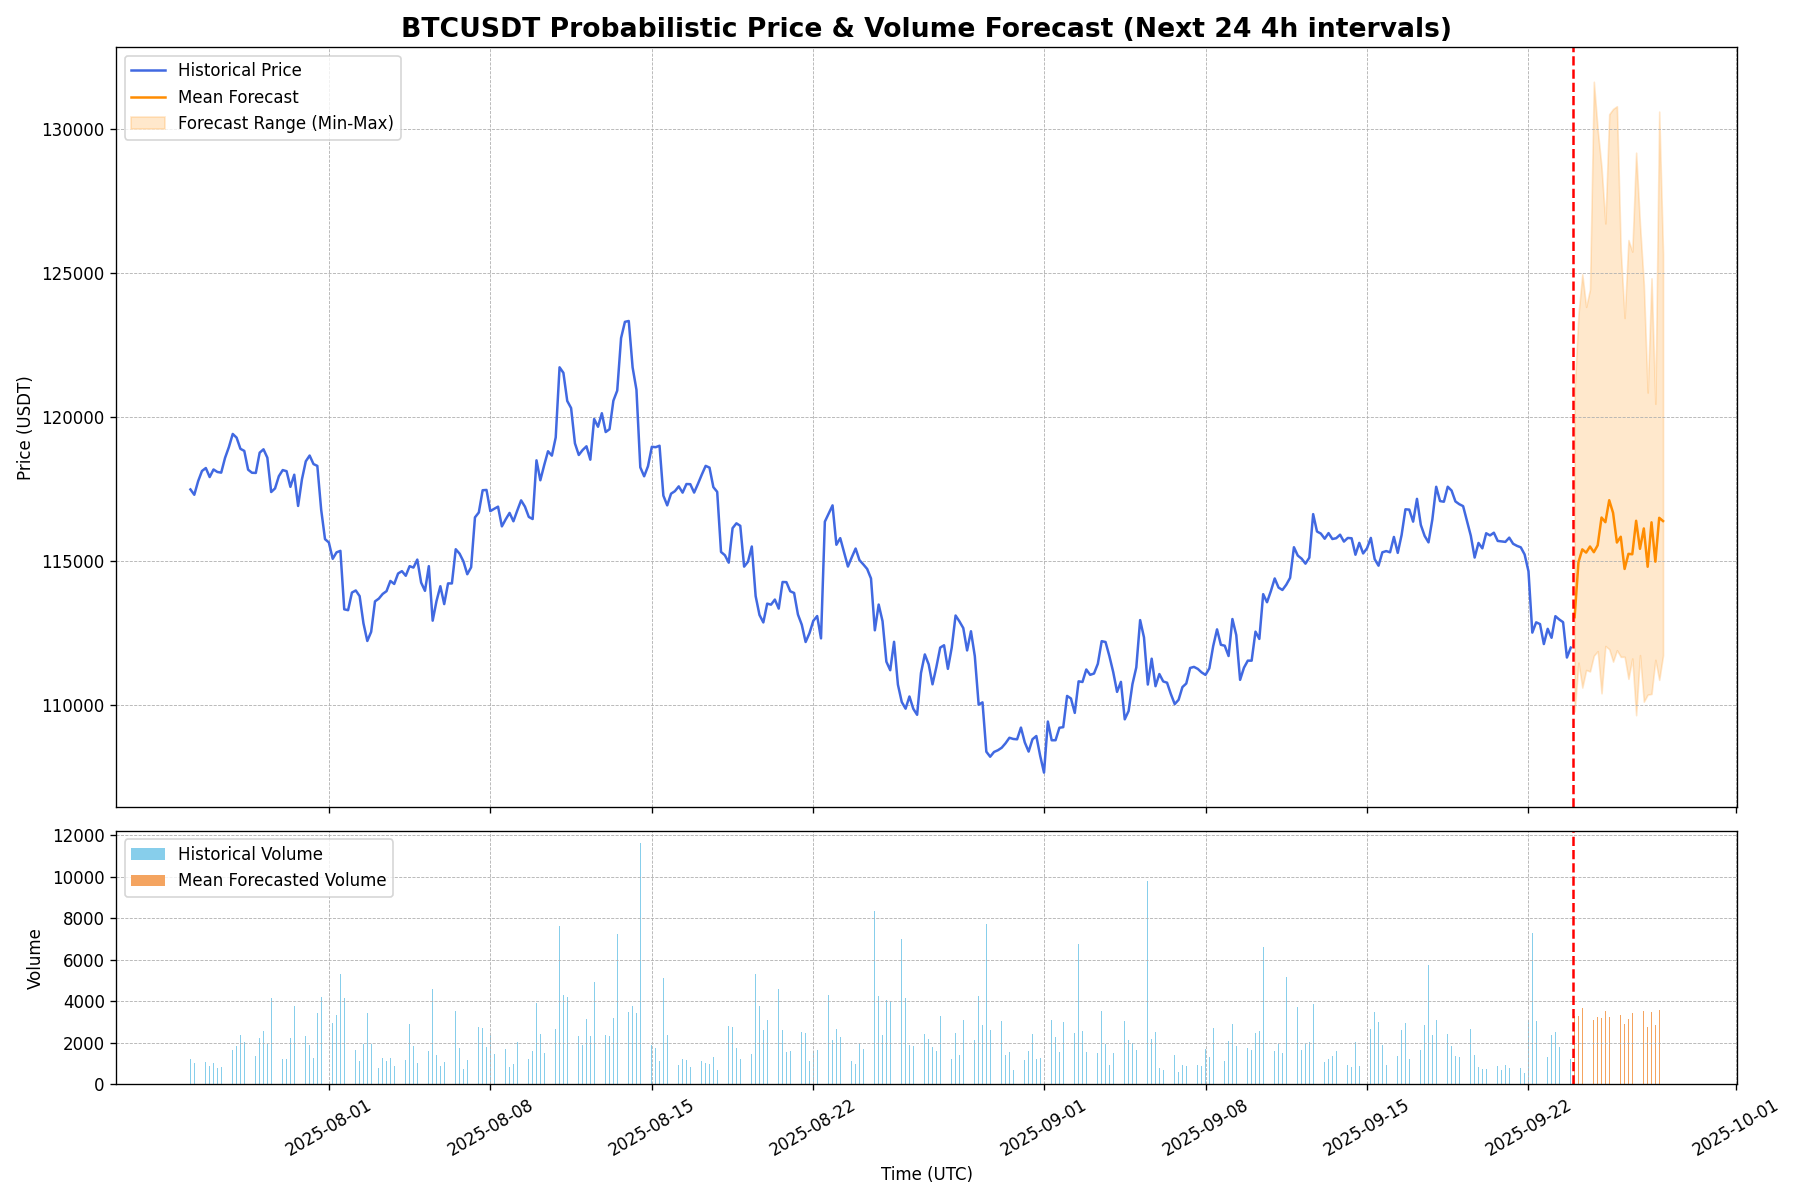 BTCUSDT Probabilistic Price & Volume Forecast (Next 24 4h intervals)
Historical Price
Mean Forecast
Forecast Range (Min-Max)
Price (USDT)
130000
125000
120000
115000
110000
Historical Volume
Mean Forecasted Volume
Volume
12000
10000
8000
6000
4000
2000
0
2025-08-01
2025-08-08
2025-08-15
2025-08-22
2025-09-01
2025-09-08
2025-09-15
2025-09-22
2025-10-01
Time (UTC)